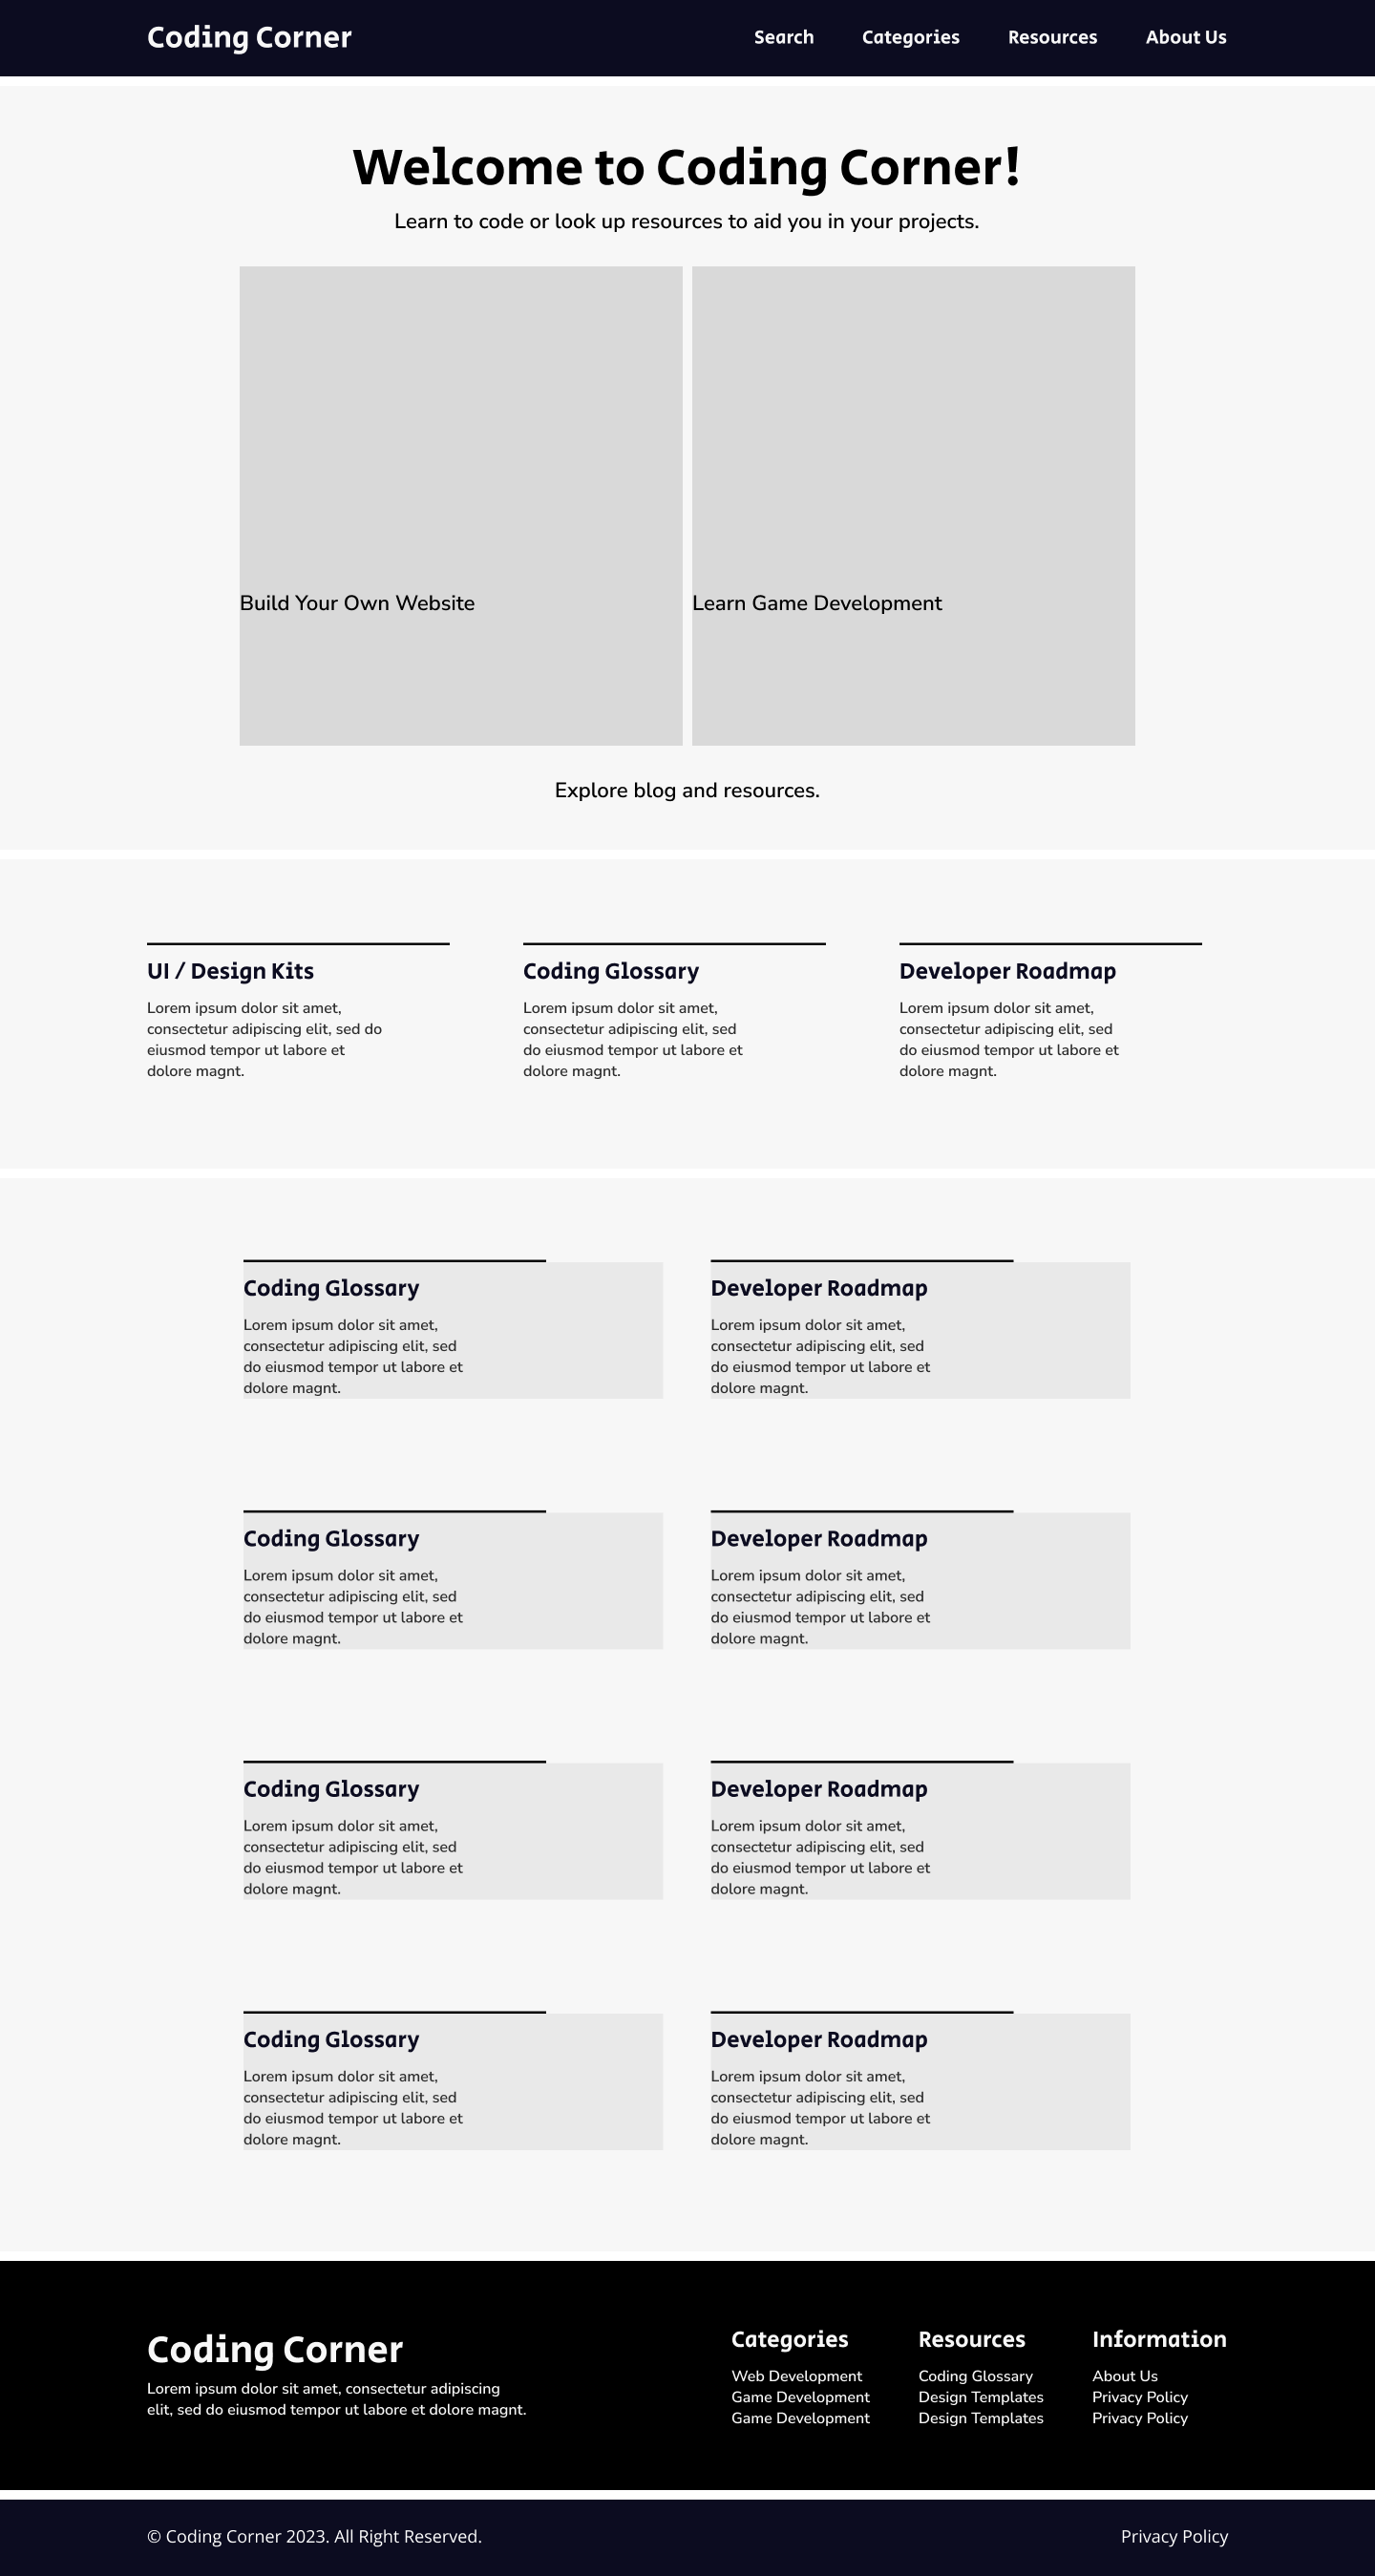 Coding Corner
Search
Categories
Resources
About Us
Welcome to Coding Corner!
Learn to code or look up resources to aid you in your projects.
Build Your Own Website
Learn Game Development
Explore blog and resources.
UI / Design Kits
Lorem ipsum dolor sit amet,
consectetur adipiscing elit, sed do
eiusmod tempor ut labore et
dolore magnt.
Coding Glossary
Lorem ipsum dolor sit amet,
consectetur adipiscing elit, sed
do eiusmod tempor ut labore et
dolore magnt.
Developer Roadmap
Lorem ipsum dolor sit amet,
consectetur adipiscing elit, sed
do eiusmod tempor ut labore et
dolore magnt.
Coding Glossary
Lorem ipsum dolor sit amet,
consectetur adipiscing elit, sed
do eiusmod tempor ut labore et
dolore magnt.
Developer Roadmap
Lorem ipsum dolor sit amet,
consectetur adipiscing elit, sed
do eiusmod tempor ut labore et
dolore magnt.
Coding Glossary
Lorem ipsum dolor sit amet,
consectetur adipiscing elit, sed
do eiusmod tempor ut labore et
dolore magnt.
Developer Roadmap
Lorem ipsum dolor sit amet,
consectetur adipiscing elit, sed
do eiusmod tempor ut labore et
dolore magnt.
Coding Glossary
Lorem ipsum dolor sit amet,
consectetur adipiscing elit, sed
do eiusmod tempor ut labore et
dolore magnt.
Developer Roadmap
Lorem ipsum dolor sit amet,
consectetur adipiscing elit, sed
do eiusmod tempor ut labore et
dolore magnt.
Coding Glossary
Lorem ipsum dolor sit amet,
consectetur adipiscing elit, sed
do eiusmod tempor ut labore et
dolore magnt.
Developer Roadmap
Lorem ipsum dolor sit amet,
consectetur adipiscing elit, sed
do eiusmod tempor ut labore et
dolore magnt.
Coding Corner
Lorem ipsum dolor sit amet, consectetur adipiscing
elit, sed do eiusmod tempor ut labore et dolore magnt.
Categories
Web Development
Game Development
Game Development
Resources
Coding Glossary
Design Templates
Design Templates
Information
About Us
Privacy Policy
Privacy Policy
© Coding Corner 2023. All Right Reserved.
Privacy Policy